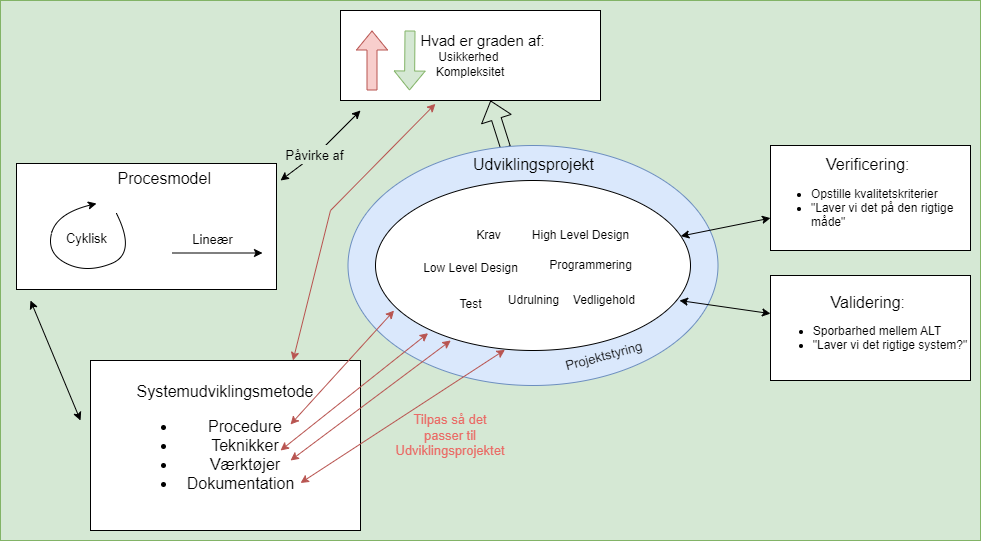 Hvad er graden af:
Usikkerhed
Kompleksitet
Påvirke af
Procesmodel
Cyklisk
Lineær
Udviklingsprojekt
Krav
High Level Design
Low Level Design
Programmering
Test
Udrulning
Vedligehold
Projektstyring
Verificering:
Opstille kvalitetskriterier
"Laver vi det på den rigtige
måde"
Validering:
Sporbarhed mellem ALT
"Laver vi det rigtige system?"
Systemudviklingsmetode
Procedure
Teknikker
Værktøjer
Dokumentation
Tilpas så det
passer til
Udviklingsprojektet